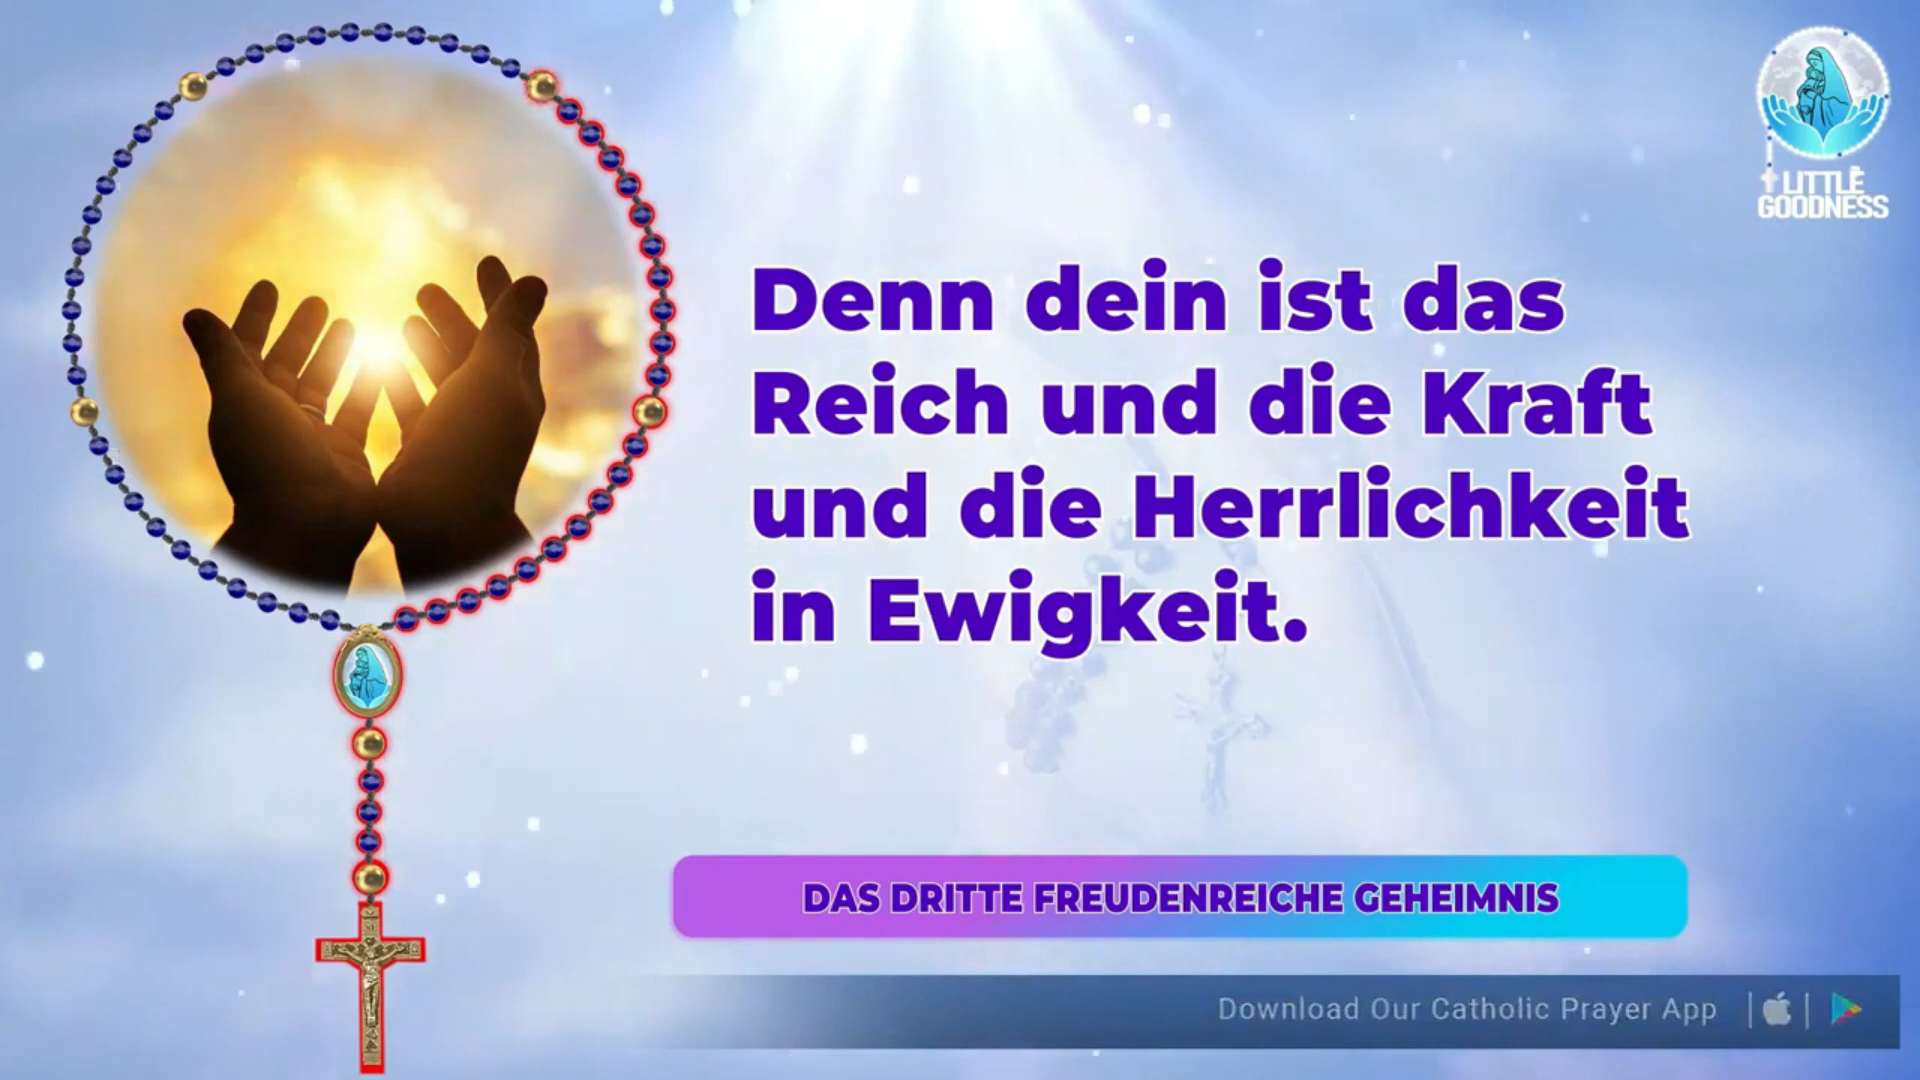 LITTLE
GOODNESS
Denn dein ist das
Reich und die Kraft
und die Herrlichkeit
in Ewigkeit.
DAS DRITTE FREUDENREICHE GEHEIMNIS
Download Our Catholic Prayer App